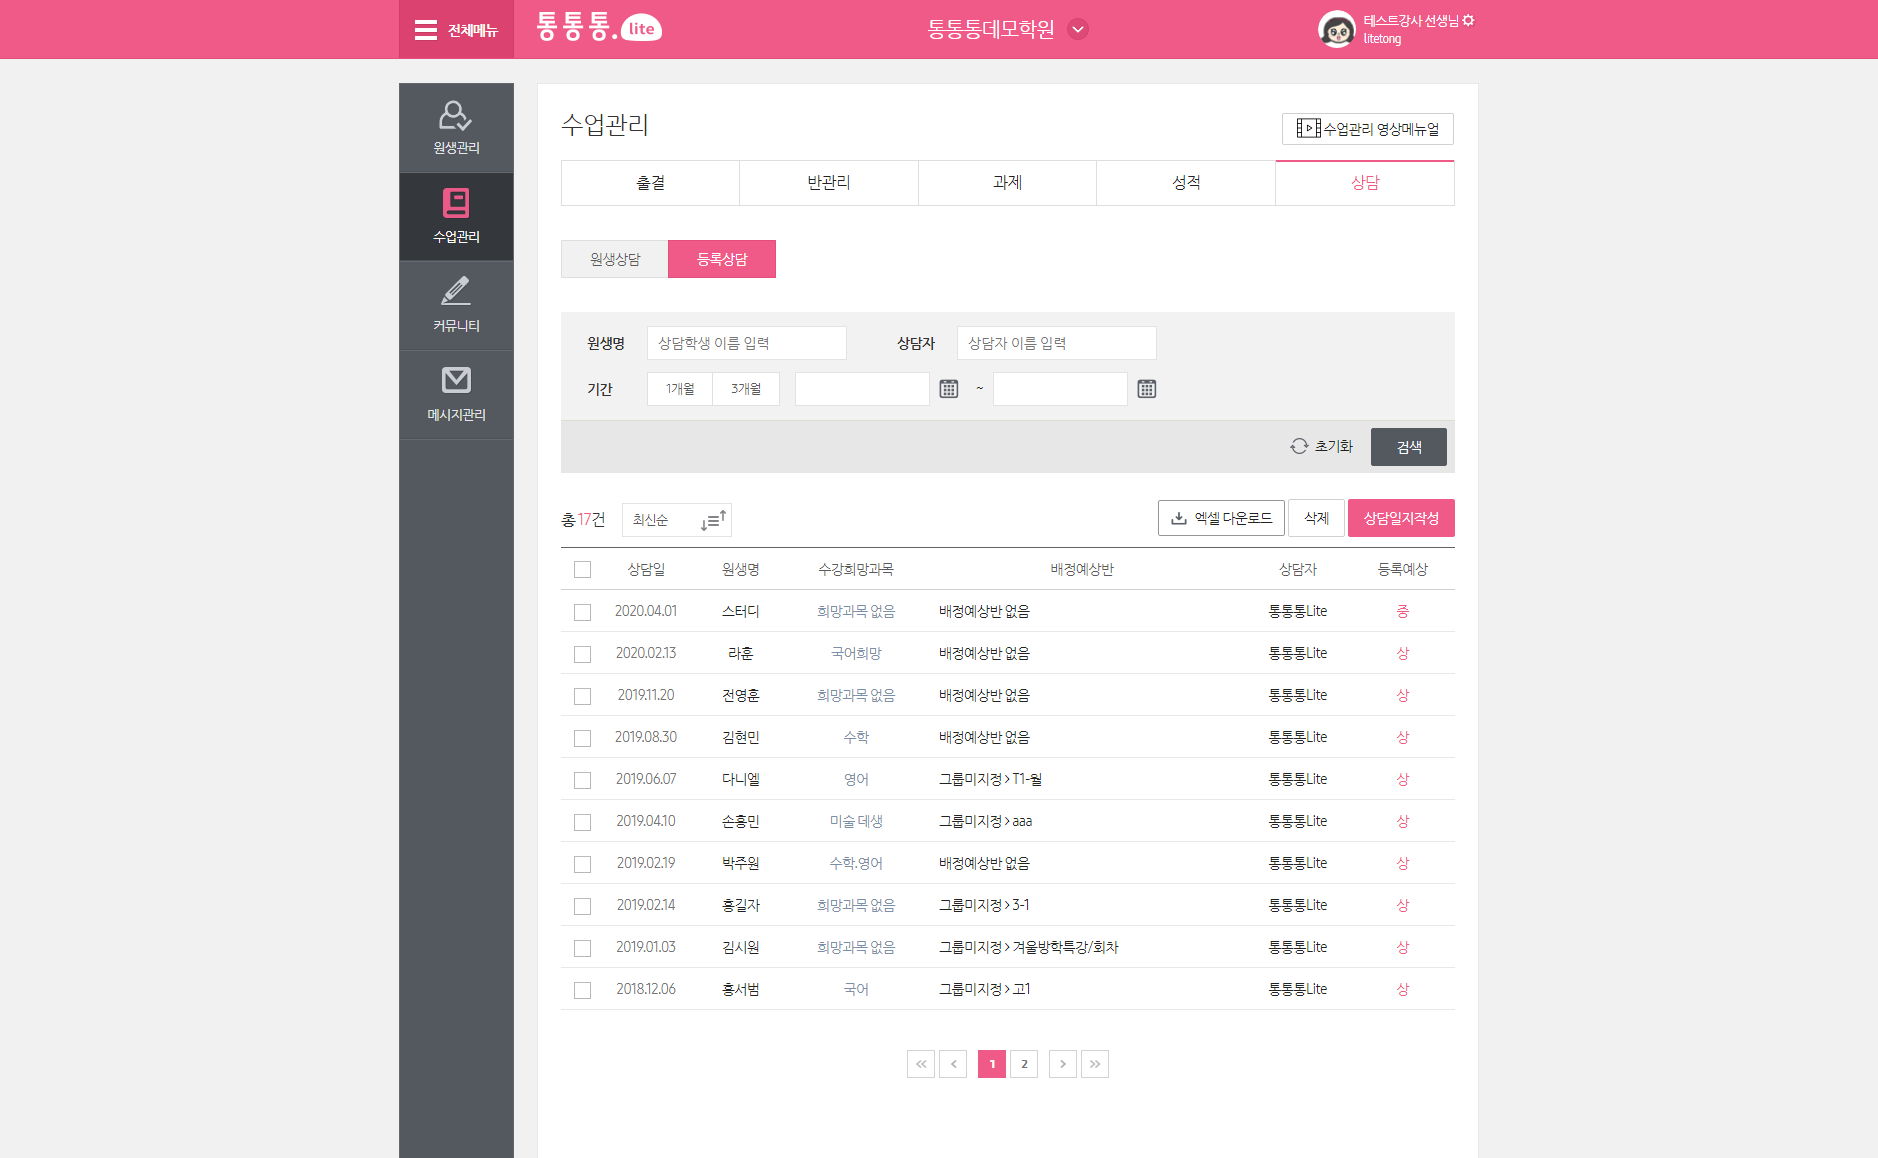 전체메뉴
통통통.lite
통통통데모학원
테스트강사 선생님
litetong
원생관리
수업관리
커뮤니티
메시지관리
수업관리
수업관리 영상메뉴얼
출결 반관리 과제 성적 상담
원생상담 등록상담
원생명 상담학생 이름 입력 상담자 상담자 이름 입력
기간 1개월 3개월 ~
초기화 검색
총 17건 최신순 엑셀 다운로드 삭제 상담일지작성
상담일 원생명 수강희망과목 배정예상반 상담자 등록예상
2020.04.01 스터디 희망과목 없음 배정예상반 없음 통통통Lite 중
2020.02.13 라훈 국어희망 배정예상반 없음 통통통Lite 상
2019.11.20 전영훈 희망과목 없음 배정예상반 없음 통통통Lite 상
2019.08.30 김현민 수학 배정예상반 없음 통통통Lite 상
2019.06.07 다니엘 영어 그룹미지정 > T1-월 통통통Lite 상
2019.04.10 손흥민 미술 데생 그룹미지정 > aaa 통통통Lite 상
2019.02.19 박주원 수학,영어 배정예상반 없음 통통통Lite 상
2019.02.14 홍길자 희망과목 없음 그룹미지정 > 3-1 통통통Lite 상
2019.01.03 김시원 희망과목 없음 그룹미지정 > 겨울방학특강/회차 통통통Lite 상
2018.12.06 홍서범 국어 그룹미지정 > 고1 통통통Lite 상
« < 1 2 > »